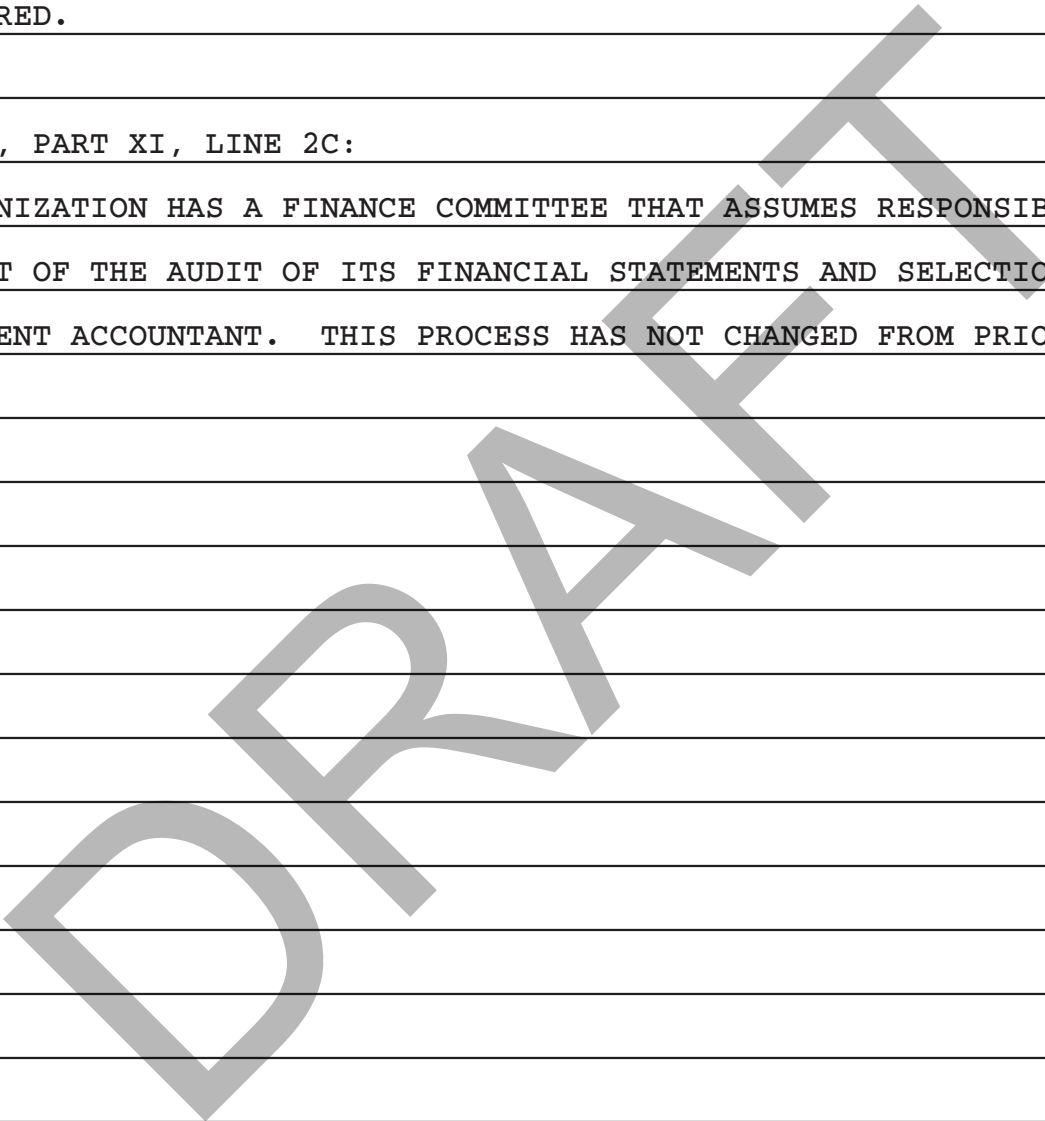 RED.
, PART XI, LINE 2C:
NIZATION HAS A FINANCE COMMITTEE THAT ASSUMES RESPONSIB
T OF THE AUDIT OF ITS FINANCIAL STATEMENTS AND SELECTIO
ENT ACCOUNTANT.  THIS PROCESS HAS NOT CHANGED FROM PRIO
DRAFT